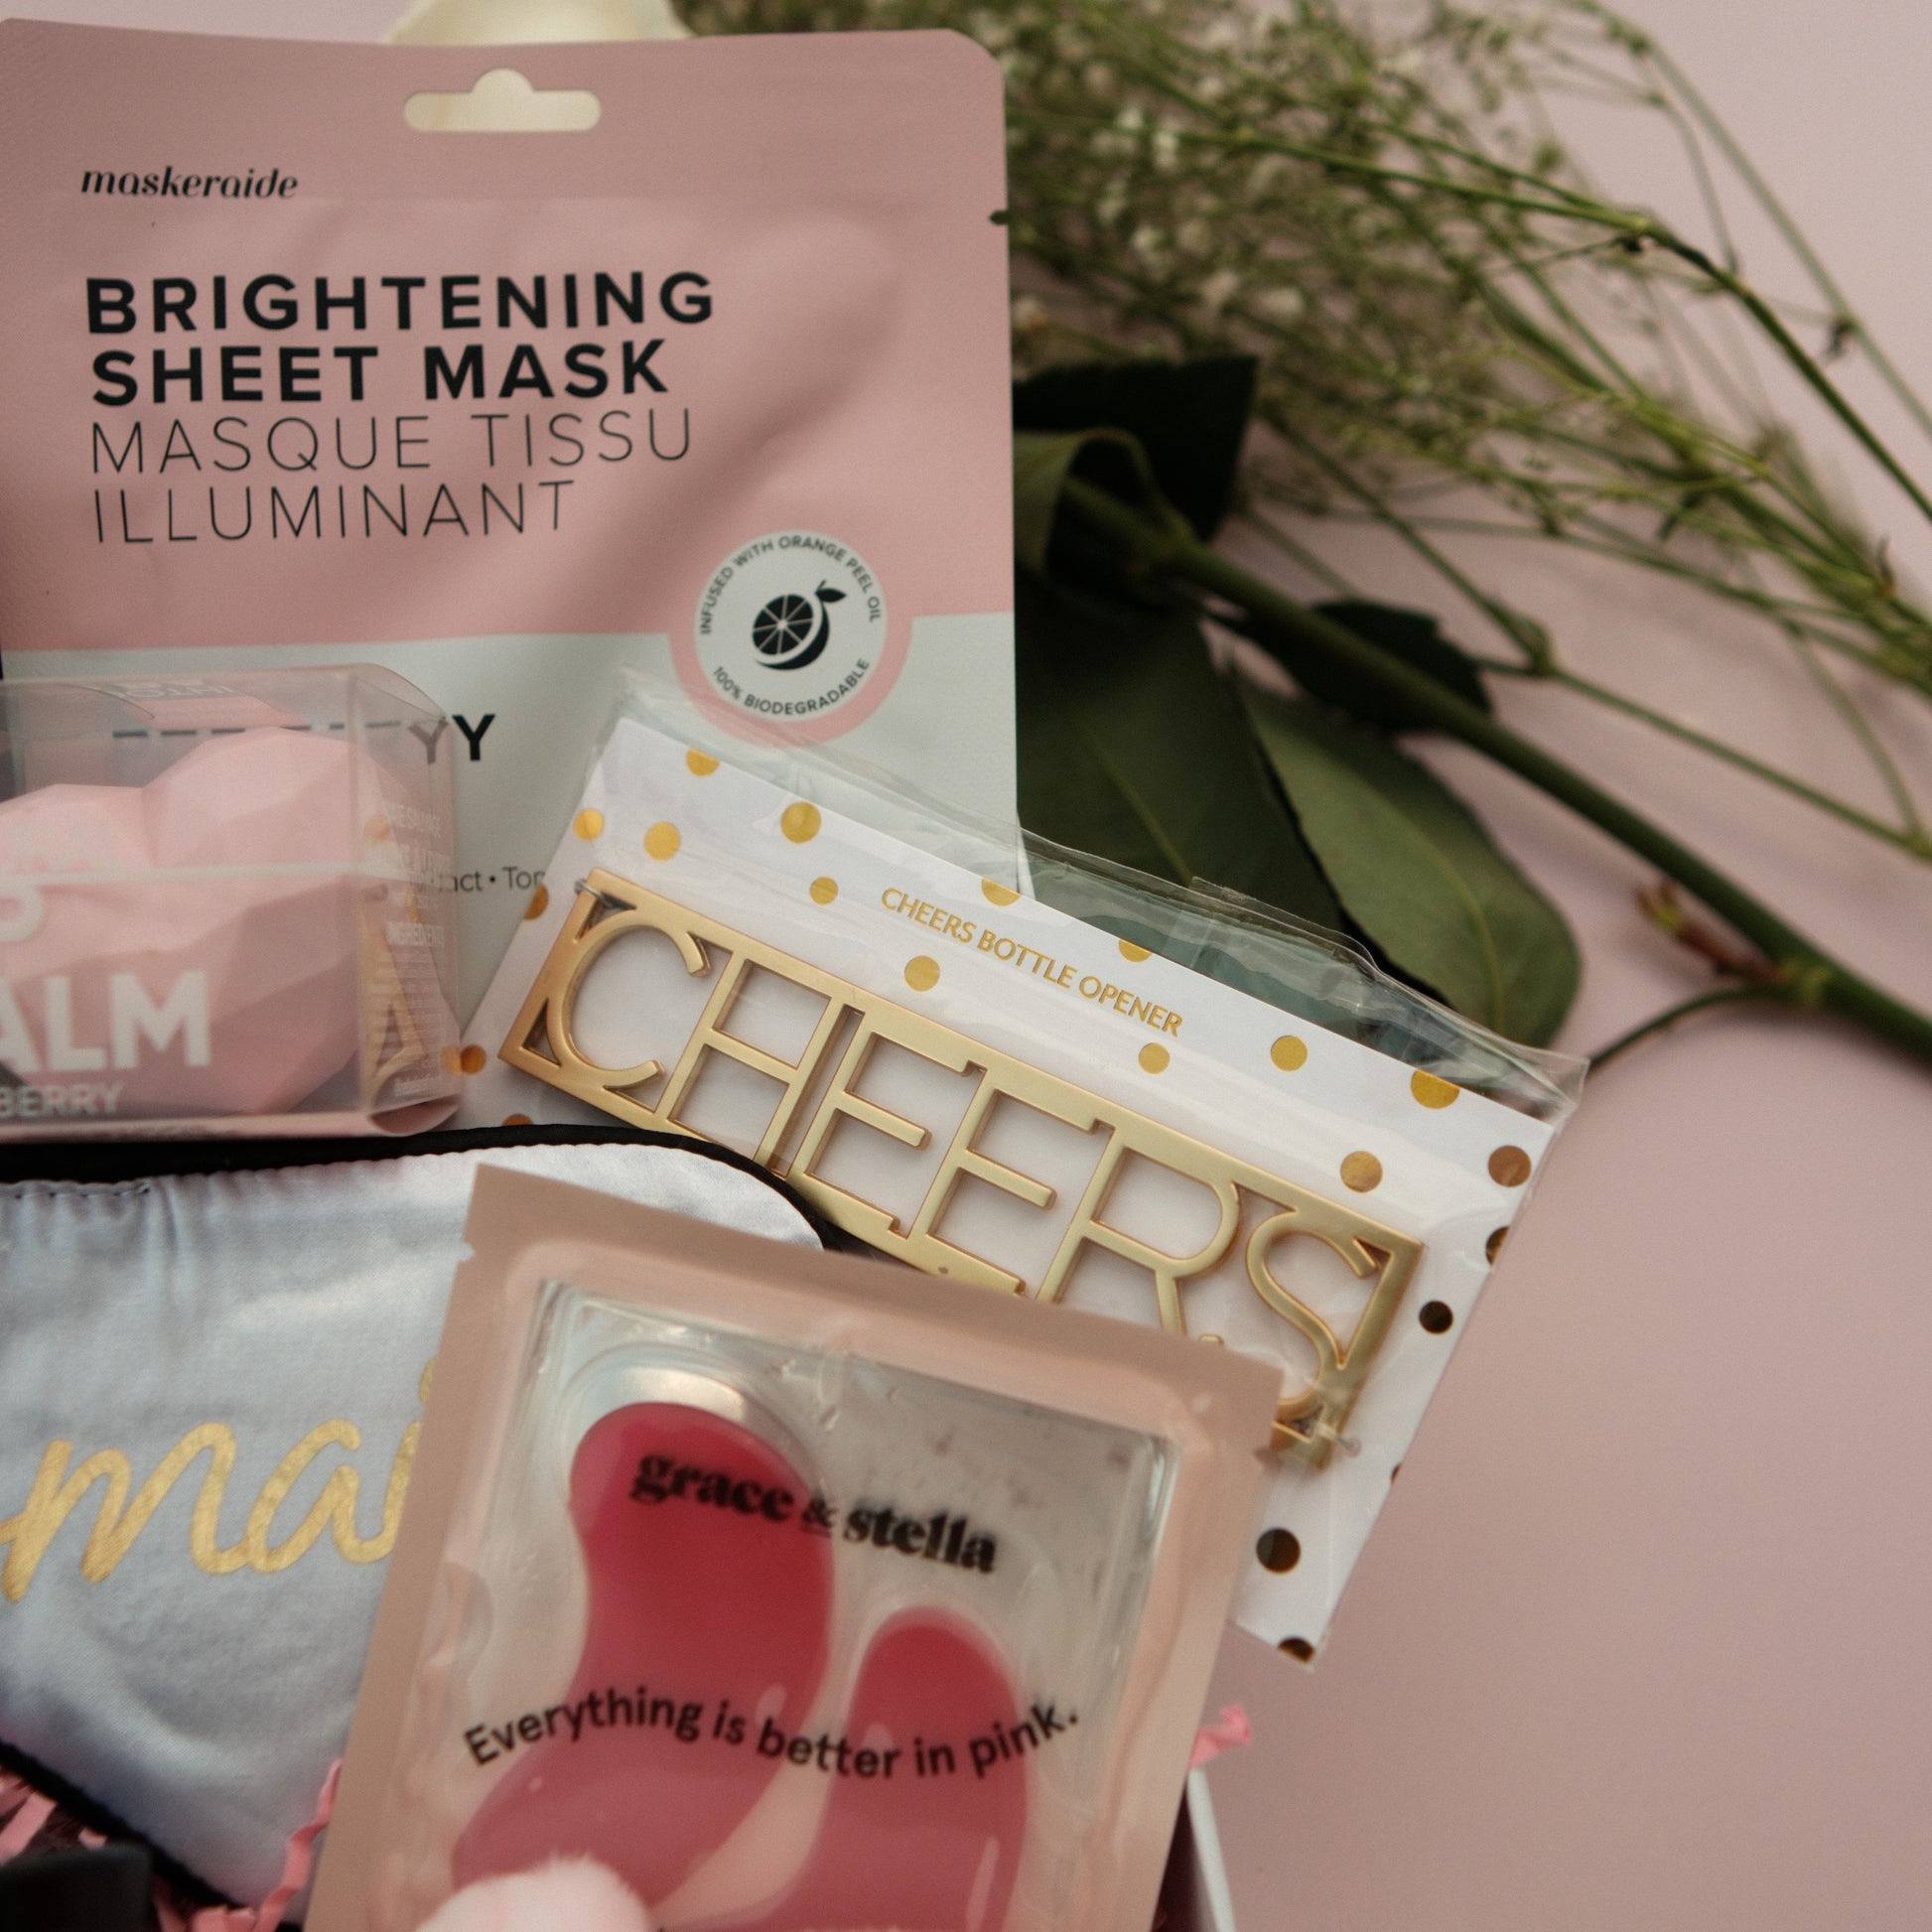 maskeraide
BRIGHTENING
SHEET MASK
MASQUE TISSU
ILLUMINANT
INFUSED WITH ORANGE PEEL OIL
100% BIODEGRADABLE
CHEERS BOTTLE OPENER
CHEERS
ALM
BERRY
INGREDIENTS
grace & stella
Everything is better in pink.